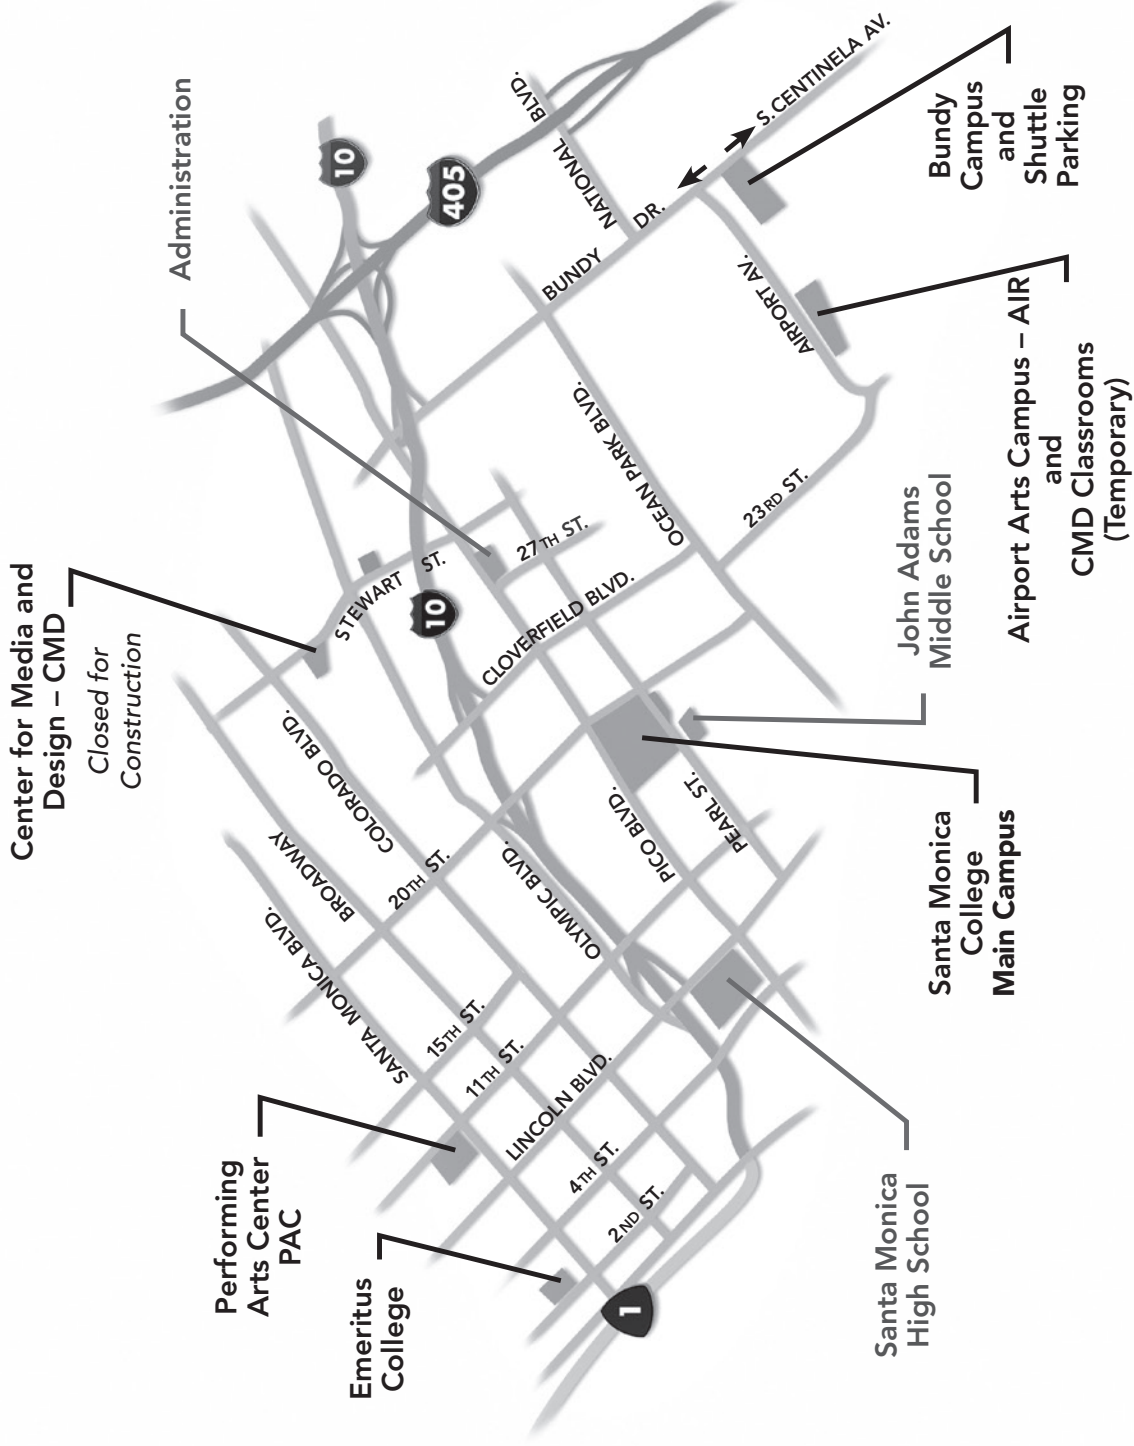 Center for Media and
Design – CMD
Closed for
Construction
Administration
Performing
Arts Center
PAC
Emeritus
College
Santa Monica
High School
Santa Monica
College
Main Campus
John Adams
Middle School
Airport Arts Campus – AIR
and
CMD Classrooms
(Temporary)
Bundy
Campus
and
Shuttle
Parking
SANTA MONICA BLVD.
BROADWAY
COLORADO BLVD.
OLYMPIC BLVD.
PICO BLVD.
PEARL ST.
OCEAN PARK BLVD.
NATIONAL BLVD.
AIRPORT AV.
2ND ST.
4TH ST.
LINCOLN BLVD.
11TH ST.
15TH ST.
20TH ST.
CLOVERFIELD BLVD.
STEWART ST.
27TH ST.
23RD ST.
BUNDY DR.
S. CENTINELA AV.
10
405
10
1